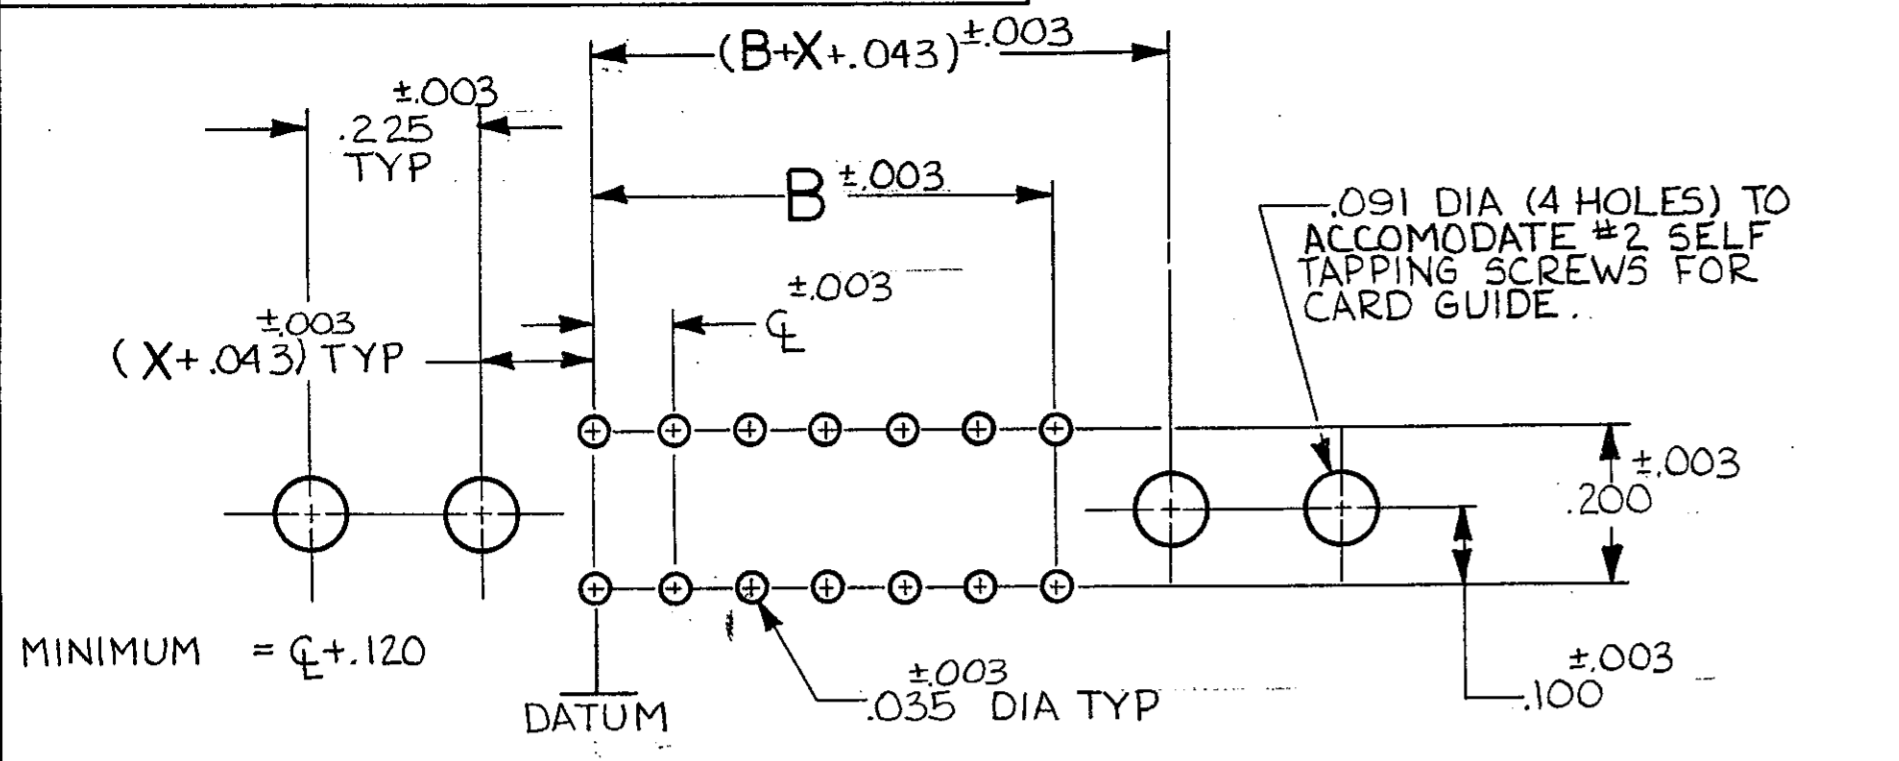 (B+X+.043)±.003
±.003
.225
TYP
B ±.003
.091 DIA (4 HOLES) TO
ACCOMODATE #2 SELF
TAPPING SCREWS FOR
CARD GUIDE.
±.003
℄
±.003
(X+.043) TYP
±.003
.200
MINIMUM = ℄+.120
DATUM
±.003
.035 DIA TYP
±.003
.100